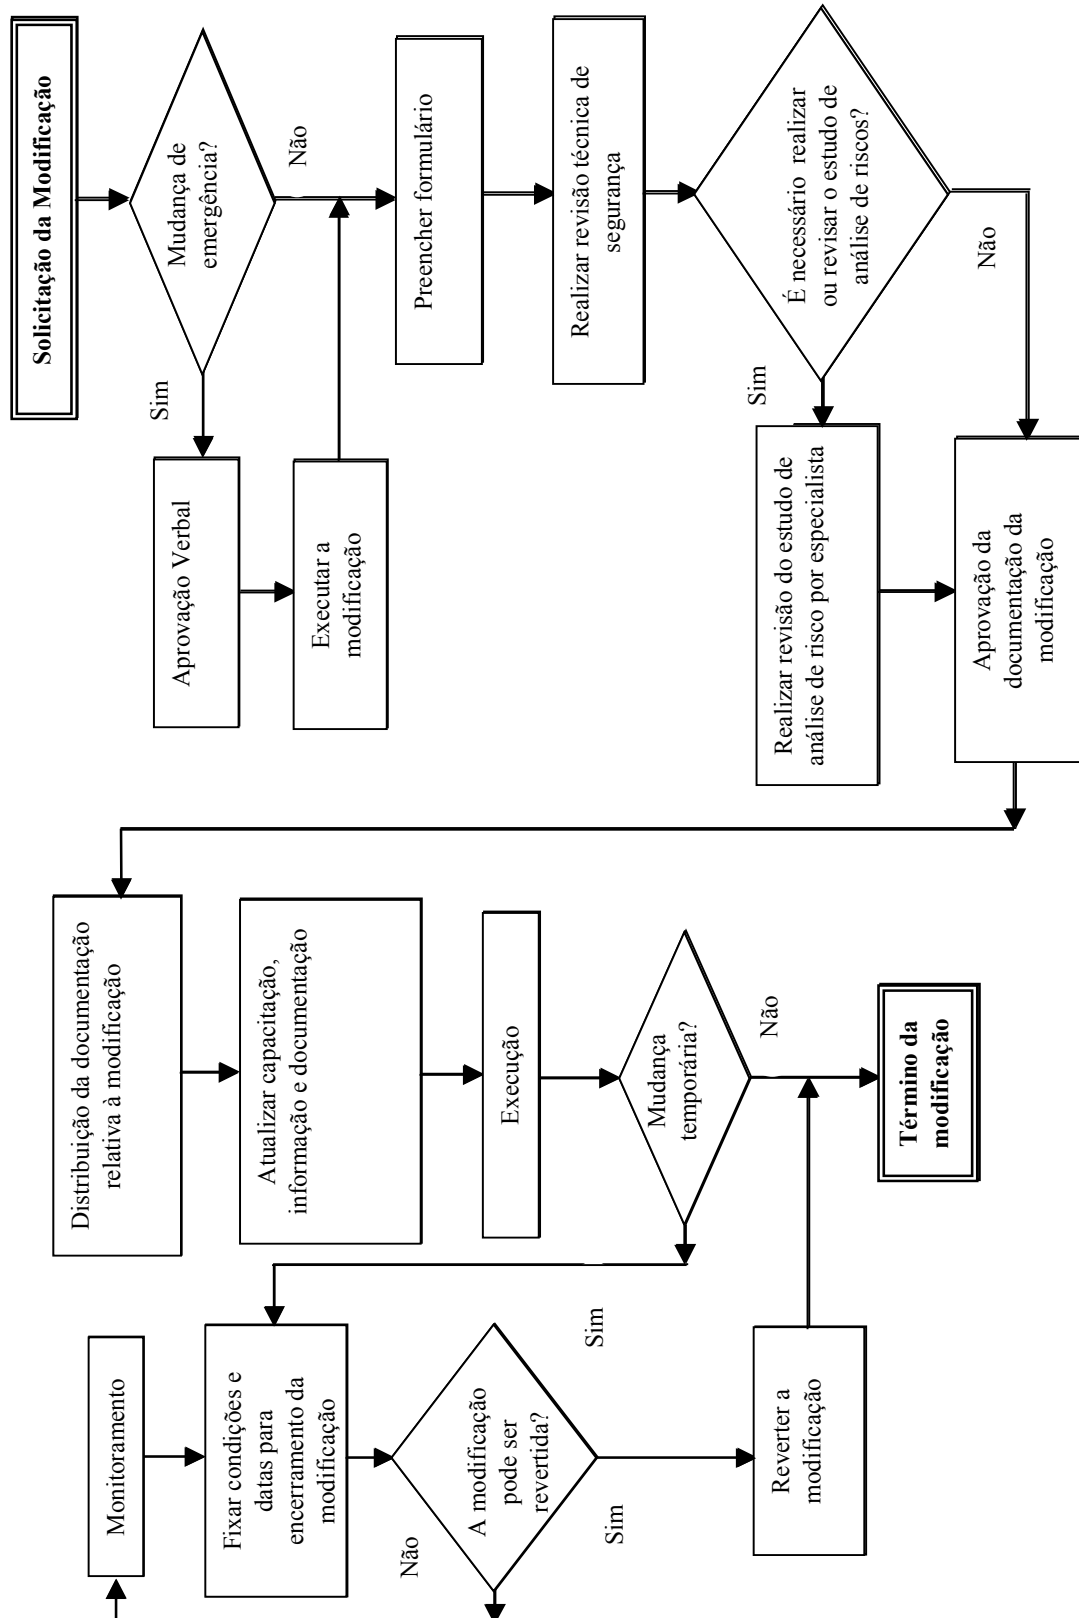 Solicitação da Modificação
Mudança de
emergência?
Não
Sim
Aprovação Verbal
Executar a
modificação
Preencher formulário
Realizar revisão técnica de
segurança
É necessário realizar
ou revisar o estudo de
análise de riscos?
Não
Sim
Realizar revisão do estudo de
análise de risco por especialista
Aprovação da
documentação da
modificação
Distribuição da documentação
relativa à modificação
Atualizar capacitação,
informação e documentação
Execução
Mudança
temporária?
Não
Sim
Término da
modificação
Monitoramento
Fixar condições e
datas para
encerramento da
modificação
A modificação
pode ser
revertida?
Não
Sim
Reverter a
modificação